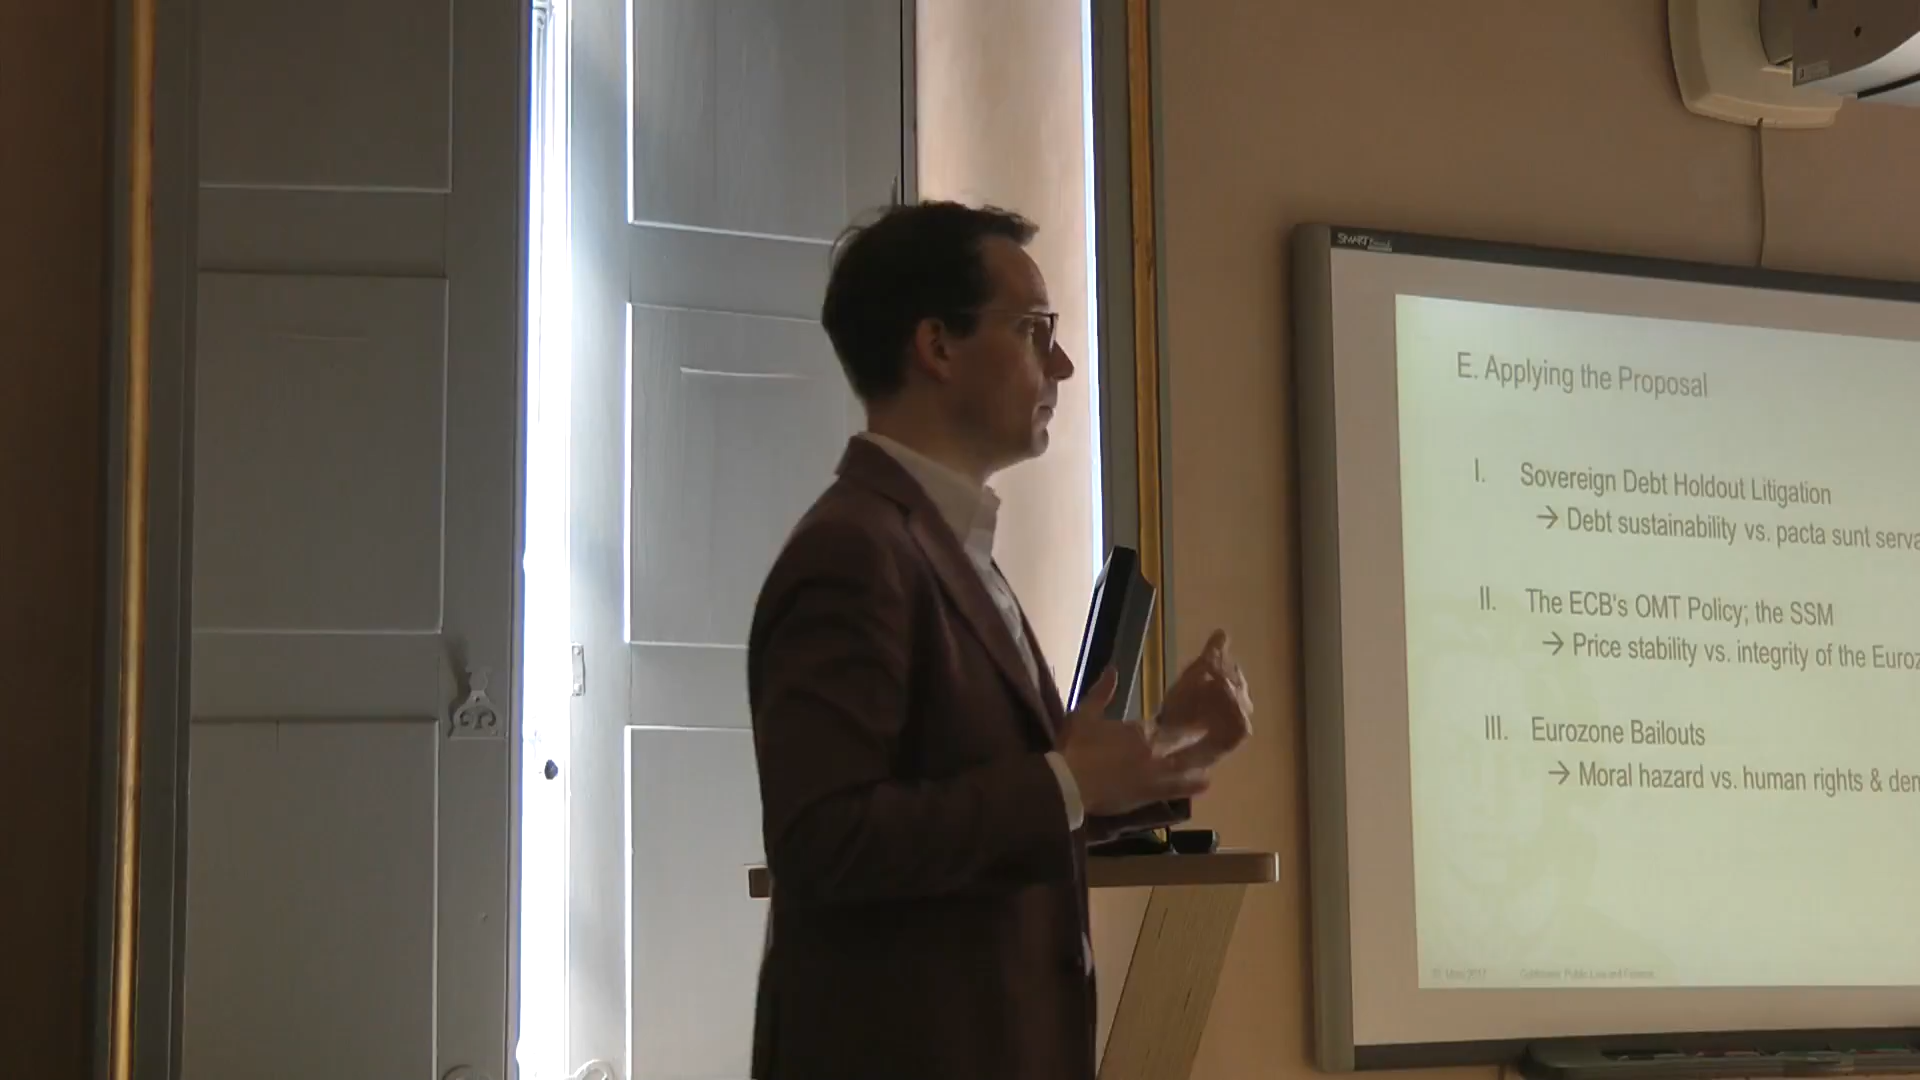 SMART
E. Applying the Proposal
I. Sovereign Debt Holdout Litigation
→ Debt sustainability vs. pacta sunt serva
II. The ECB's OMT Policy; the SSM
→ Price stability vs. integrity of the Euroz
III. Eurozone Bailouts
→ Moral hazard vs. human rights & dem